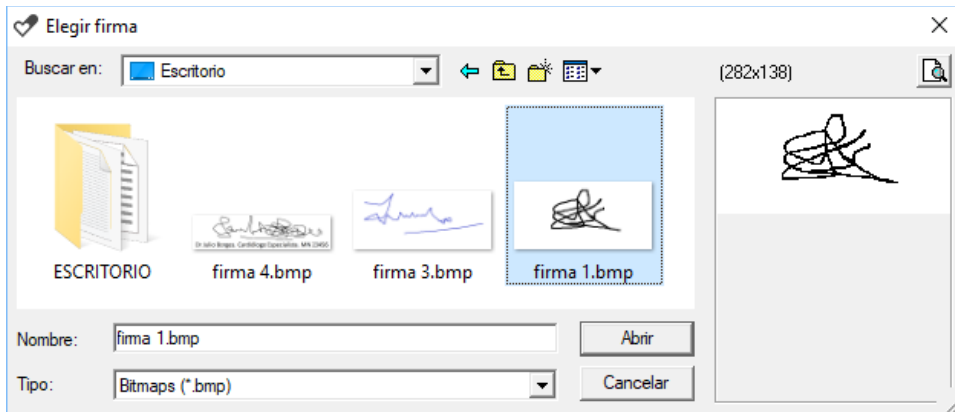 Elegir firma
Buscar en:
Escritorio
(282x138)
Dr Julio Borges. Cardiólogo Especialista. MN 23456
ESCRITORIO
firma 4.bmp
firma 3.bmp
firma 1.bmp
Nombre:
firma 1.bmp
Abrir
Tipo:
Bitmaps (*.bmp)
Cancelar